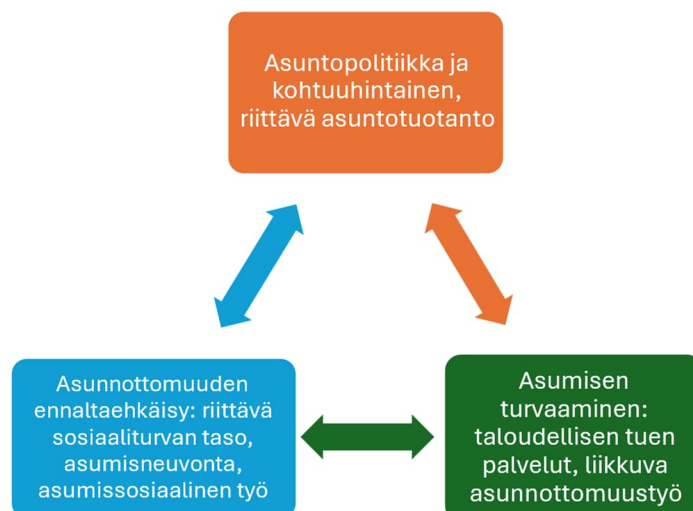 Asuntopolitiikka ja
kohtuuhintainen,
riittävä asuntotuotanto
Asunnottomuuden
ennaltaehkäisy: riittävä
sosiaaliturvan taso,
asumisneuvonta,
asumissosiaalinen työ
Asumisen
turvaaminen:
taloudellisen tuen
palvelut, liikkuva
asunnottomuustyö